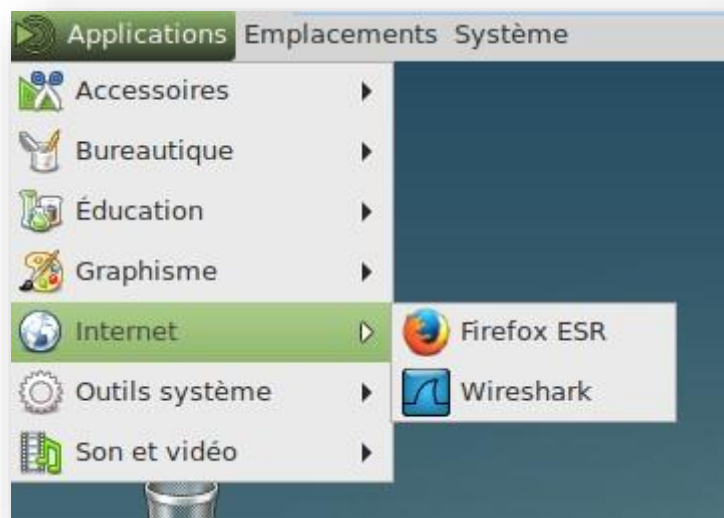 Applications Emplacements Système
Accessoires
Bureautique
Éducation
Graphisme
Internet
Firefox ESR
Outils système
Wireshark
Son et vidéo